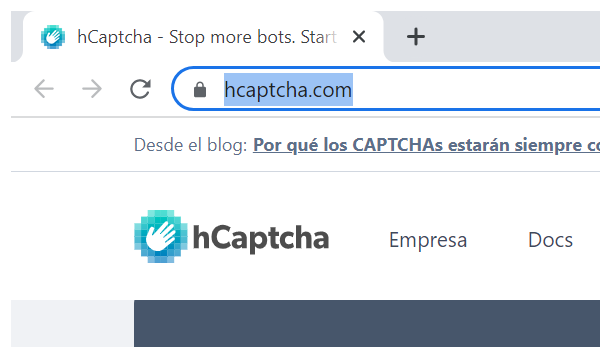 hCaptcha - Stop more bots. Start
hcaptcha.com
Desde el blog: Por qué los CAPTCHAs estarán siempre
hCaptcha Empresa Docs